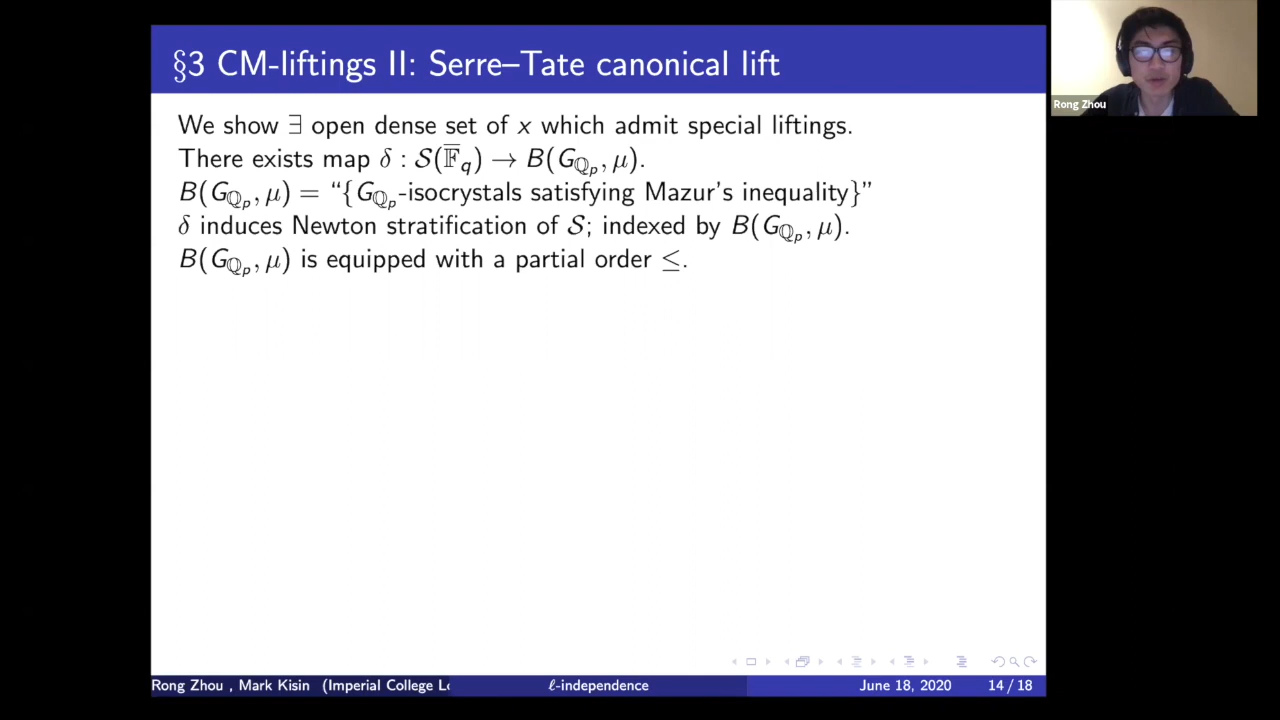 §3 CM-liftings II: Serre–Tate canonical lift
We show ∃ open dense set of x which admit special liftings.
There exists map δ : 𝒮(𝔽̅_q) → B(G_{ℚ_p}, μ).
B(G_{ℚ_p}, μ) = “{G_{ℚ_p}-isocrystals satisfying Mazur's inequality}”
δ induces Newton stratification of 𝒮; indexed by B(G_{ℚ_p}, μ).
B(G_{ℚ_p}, μ) is equipped with a partial order ≤.
Rong Zhou
Rong Zhou , Mark Kisin (Imperial College Lo
ℓ-independence
June 18, 2020
14 / 18